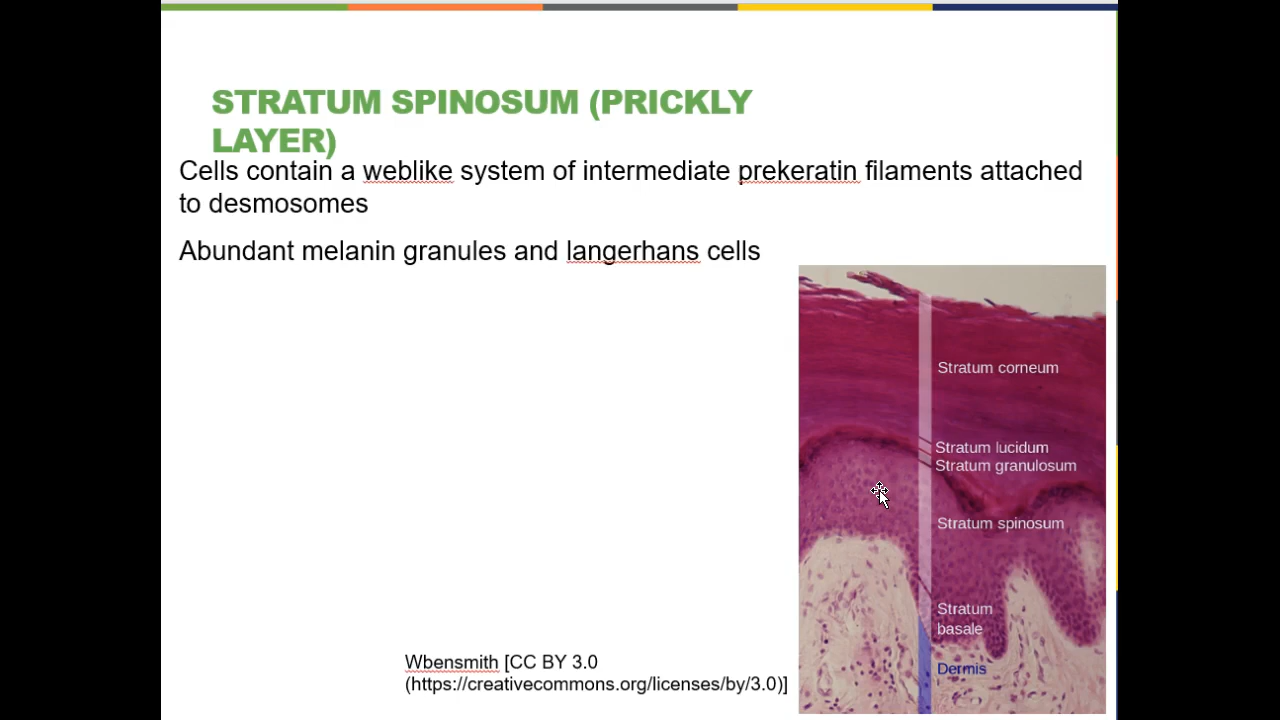 STRATUM SPINOSUM (PRICKLY
LAYER)
Cells contain a weblike system of intermediate prekeratin filaments attached
to desmosomes
Abundant melanin granules and langerhans cells
Stratum corneum
Stratum lucidum
Stratum granulosum
Stratum spinosum
Stratum
basale
Dermis
Wbensmith [CC BY 3.0
(https://creativecommons.org/licenses/by/3.0)]